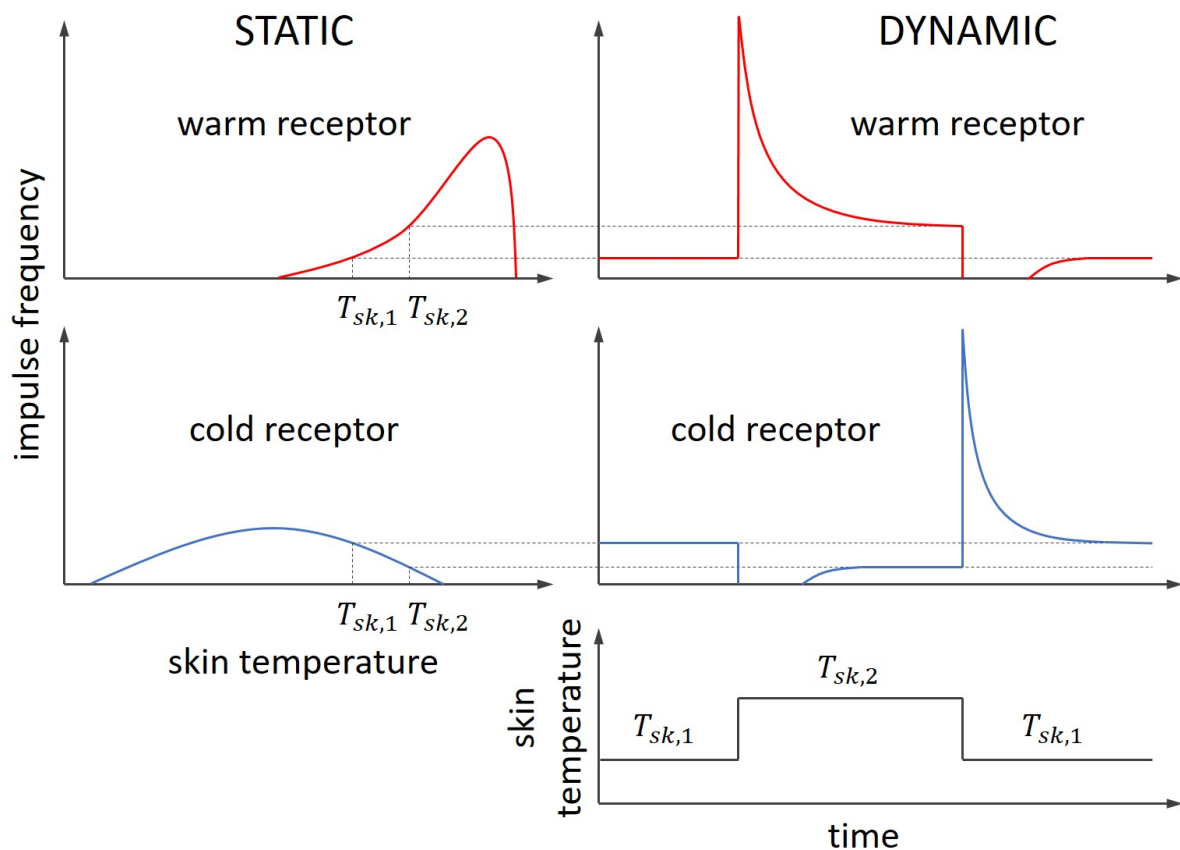 STATIC
DYNAMIC
warm receptor
warm receptor
impulse frequency
T_{sk,1} T_{sk,2}
cold receptor
cold receptor
T_{sk,1} T_{sk,2}
skin temperature
skin
temperature
T_{sk,1}
T_{sk,2}
T_{sk,1}
time